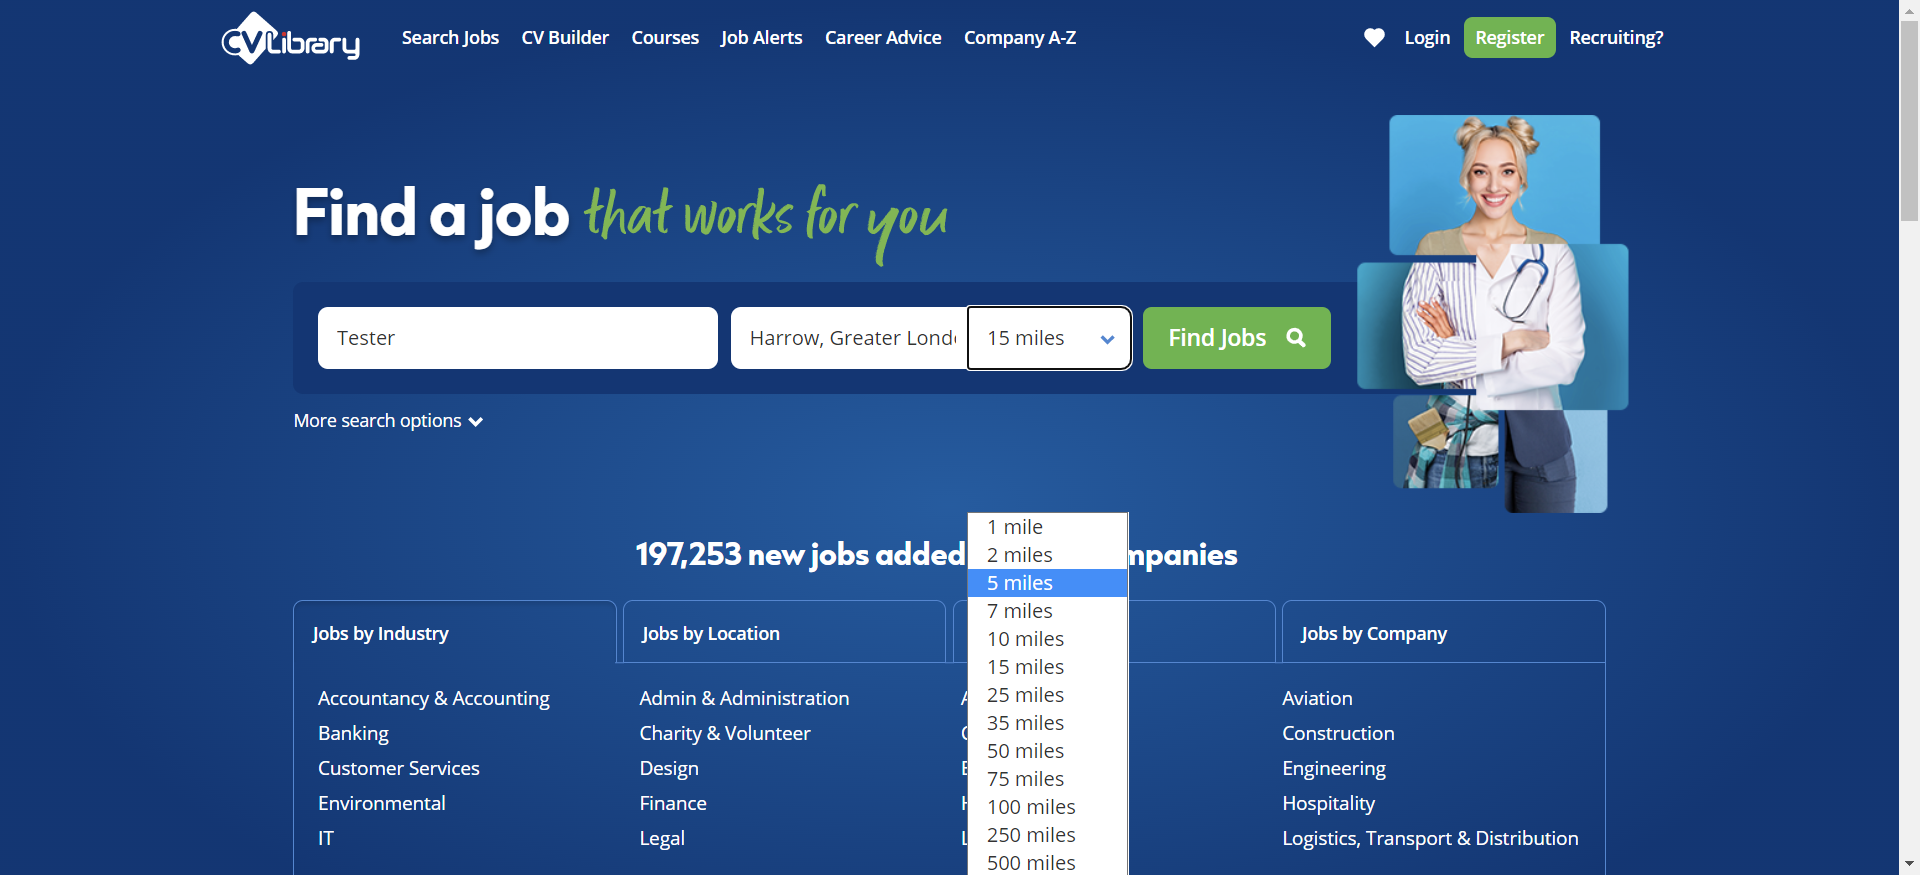 CVLibrary
Search Jobs CV Builder Courses Job Alerts Career Advice Company A-Z
Login Register Recruiting?
Find a job that works for you
Tester
Harrow, Greater Lond
15 miles
Find Jobs
More search options
197,253 new jobs added
Jobs by Industry
Jobs by Location
Jobs by Company
Accountancy & Accounting
Banking
Customer Services
Environmental
IT
Admin & Administration
Charity & Volunteer
Design
Finance
Legal
1 mile
2 miles
5 miles
7 miles
10 miles
15 miles
25 miles
35 miles
50 miles
75 miles
100 miles
250 miles
500 miles
Aviation
Construction
Engineering
Hospitality
Logistics, Transport & Distribution